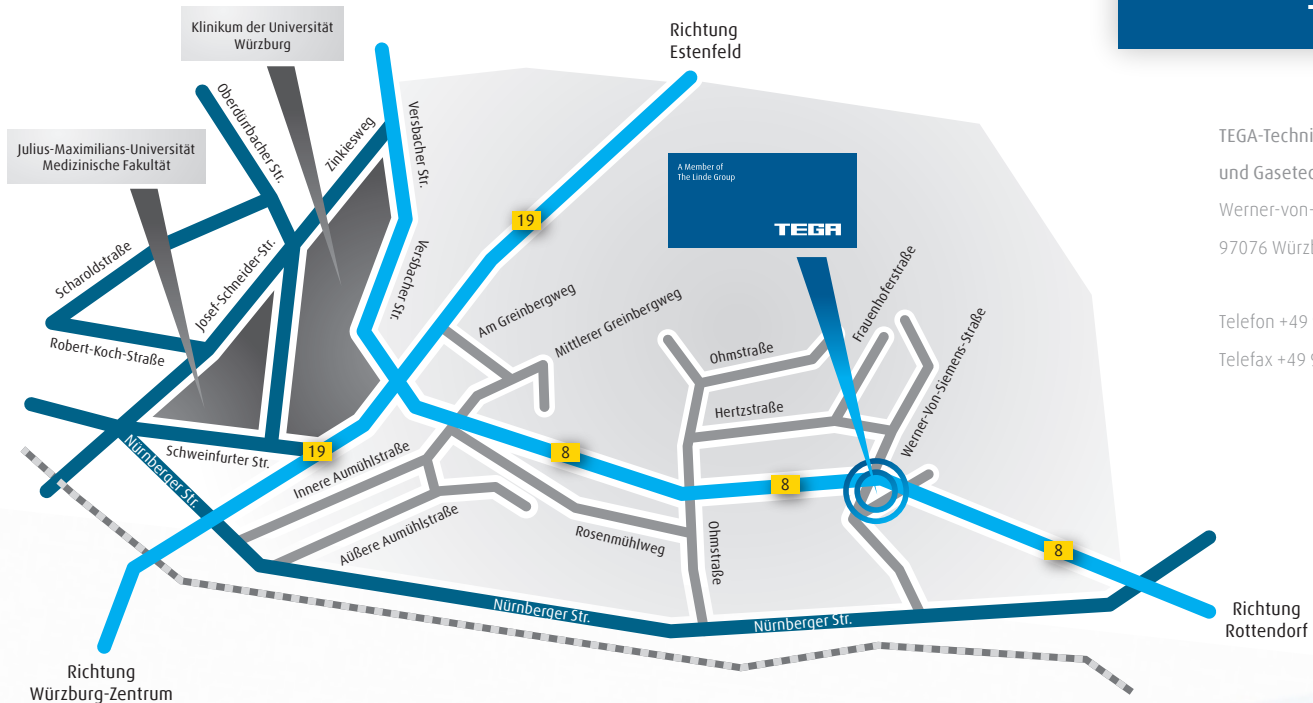 Klinikum der Universität
Würzburg
Richtung
Estenfeld
Oberdürrbacher Str.
Zinkiesweg
Versbacher Str.
Julius-Maximilians-Universität
Medizinische Fakultät
A Member of
The Linde Group
TEGA
19
TEGA-Techni
und Gasetec
Werner-von-
97076 Würzl
Telefon +49
Telefax +49 9
Scharoldstraße
Josef-Schneider-Str.
Versbacher Str.
Robert-Koch-Straße
Am Greinbergweg
Mittlerer Greinbergweg
Ohmstraße
Frauenhoferstraße
Werner-Von-Siemens-Straße
Hertzstraße
Nürnberger Str.
Schweinfurter Str.
19
8
8
Innere Aumühlstraße
Aüßere Aumühlstraße
Rosenmühlweg
Ohmstraße
8
Nürnberger Str.
Nürnberger Str.
Richtung
Rottendorf
Richtung
Würzburg-Zentrum